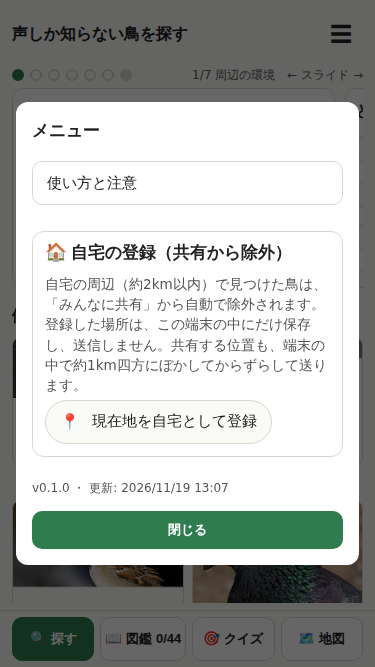 声しか知らない鳥を探す
1/7 周辺の環境 ← スライド →
メニュー
使い方と注意
🏠 自宅の登録（共有から除外）
自宅の周辺（約2km以内）で見つけた鳥は、
「みんなに共有」から自動で除外されます。
登録した場所は、この端末の中にだけ保存
し、送信しません。共有する位置も、端末の
中で約1km四方にぼかしてからずらして送り
ます。
📍 現在地を自宅として登録
v0.1.0 ・ 更新: 2026/11/19 13:07
閉じる
🔍 探す
📖 図鑑 0/44
🎯 クイズ
🗺️ 地図